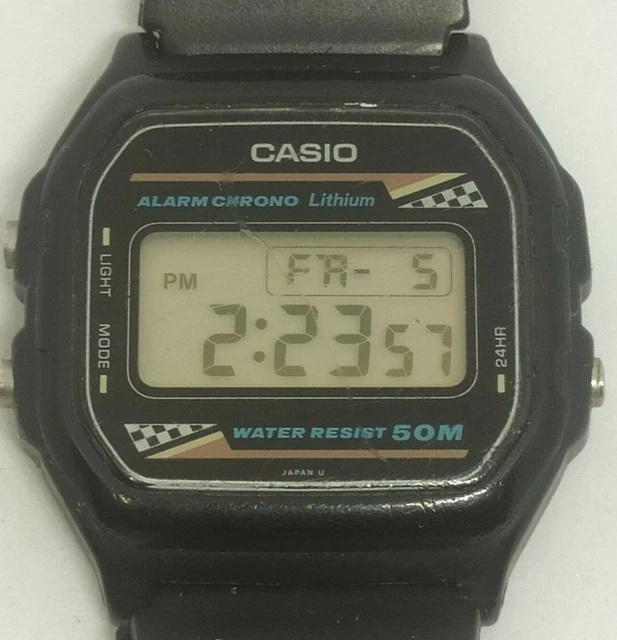 CASIO
ALARM CHRONO Lithium
LIGHT
PM FR- 5
2:23 57
MODE
24HR
WATER RESIST 50M
JAPAN U